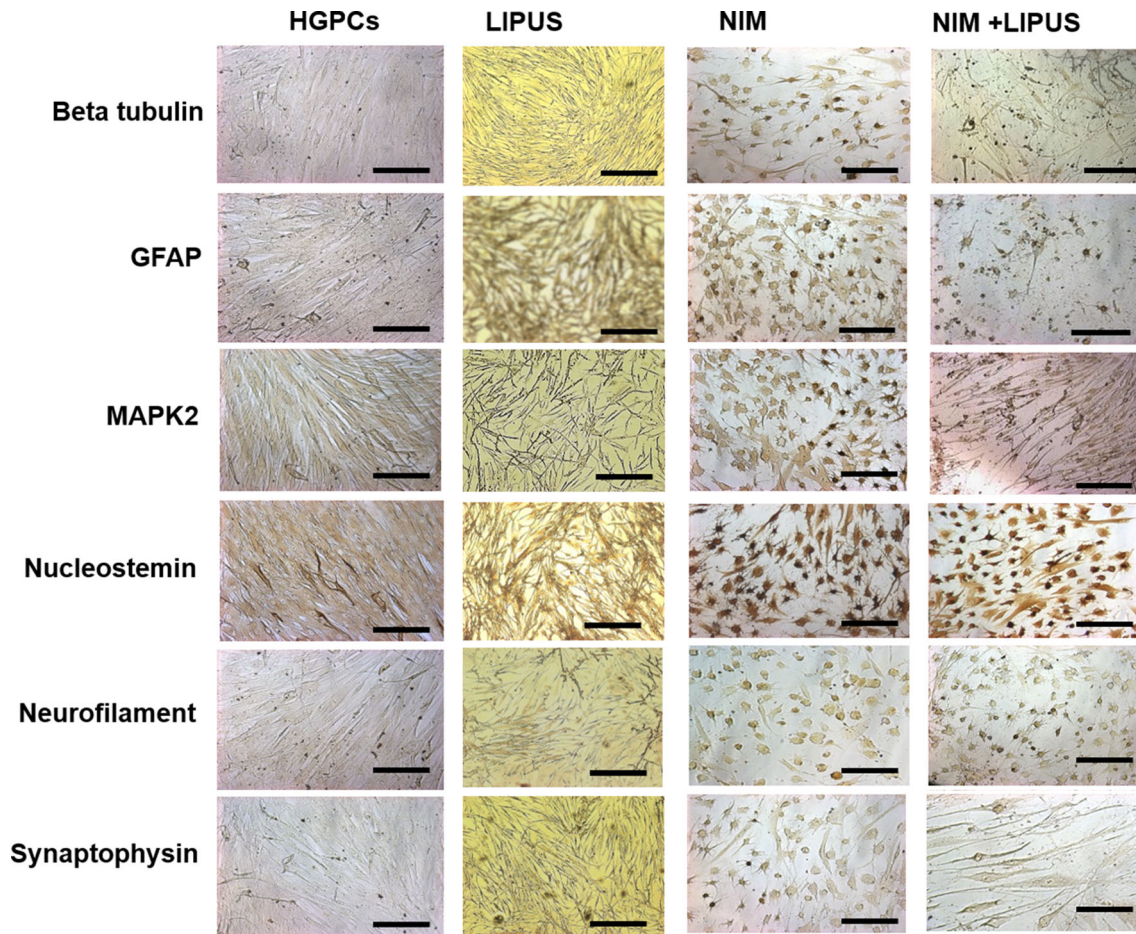 HGPCs LIPUS NIM NIM +LIPUS
Beta tubulin
GFAP
MAPK2
Nucleostemin
Neurofilament
Synaptophysin